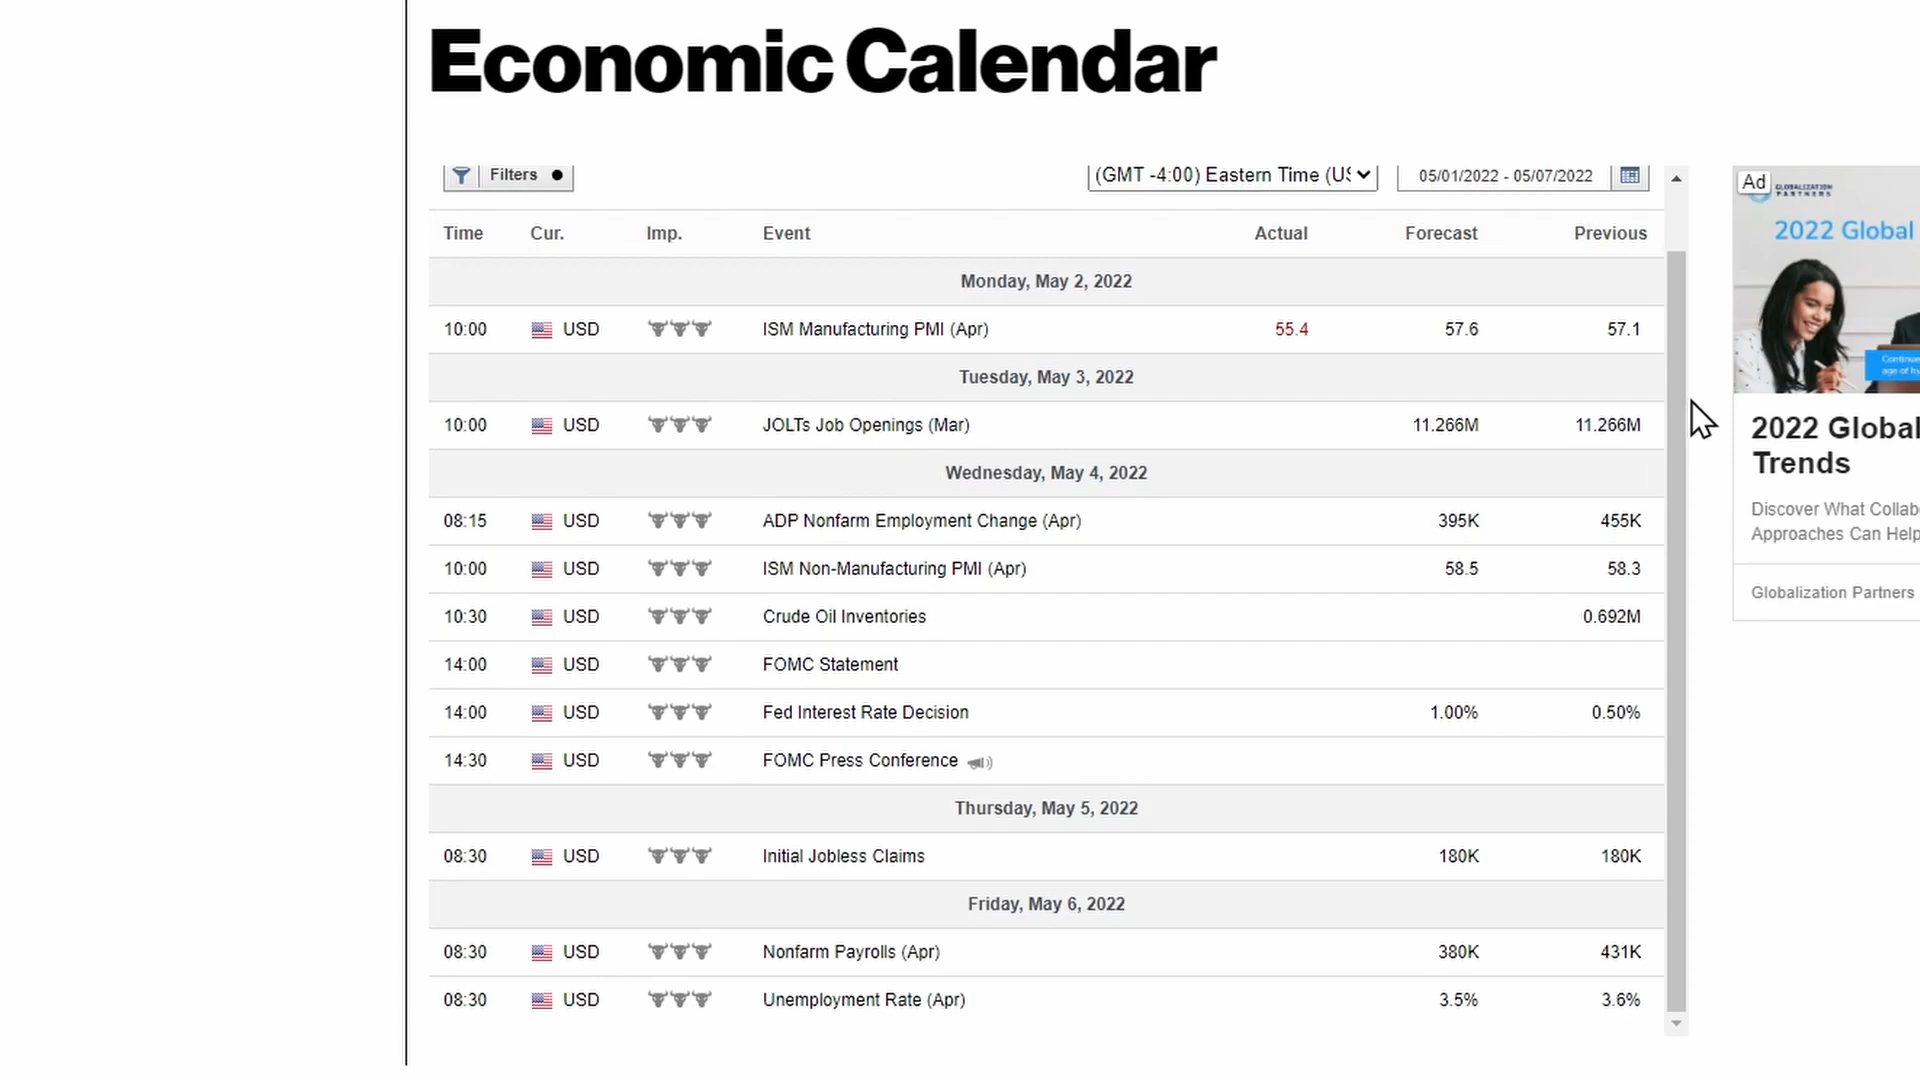 Economic Calendar
Filters
(GMT -4:00) Eastern Time (US
05/01/2022 - 05/07/2022
Time Cur. Imp. Event Actual Forecast Previous
Monday, May 2, 2022
10:00 USD ISM Manufacturing PMI (Apr) 55.4 57.6 57.1
Tuesday, May 3, 2022
10:00 USD JOLTs Job Openings (Mar) 11.266M 11.266M
Wednesday, May 4, 2022
08:15 USD ADP Nonfarm Employment Change (Apr) 395K 455K
10:00 USD ISM Non-Manufacturing PMI (Apr) 58.5 58.3
10:30 USD Crude Oil Inventories 0.692M
14:00 USD FOMC Statement
14:00 USD Fed Interest Rate Decision 1.00% 0.50%
14:30 USD FOMC Press Conference
Thursday, May 5, 2022
08:30 USD Initial Jobless Claims 180K 180K
Friday, May 6, 2022
08:30 USD Nonfarm Payrolls (Apr) 380K 431K
08:30 USD Unemployment Rate (Apr) 3.5% 3.6%
Ad
GLOBALIZATION
PARTNERS
2022 Global
Continue
age of
2022 Global
Trends
Discover What Collab
Approaches Can Help
Globalization Partners